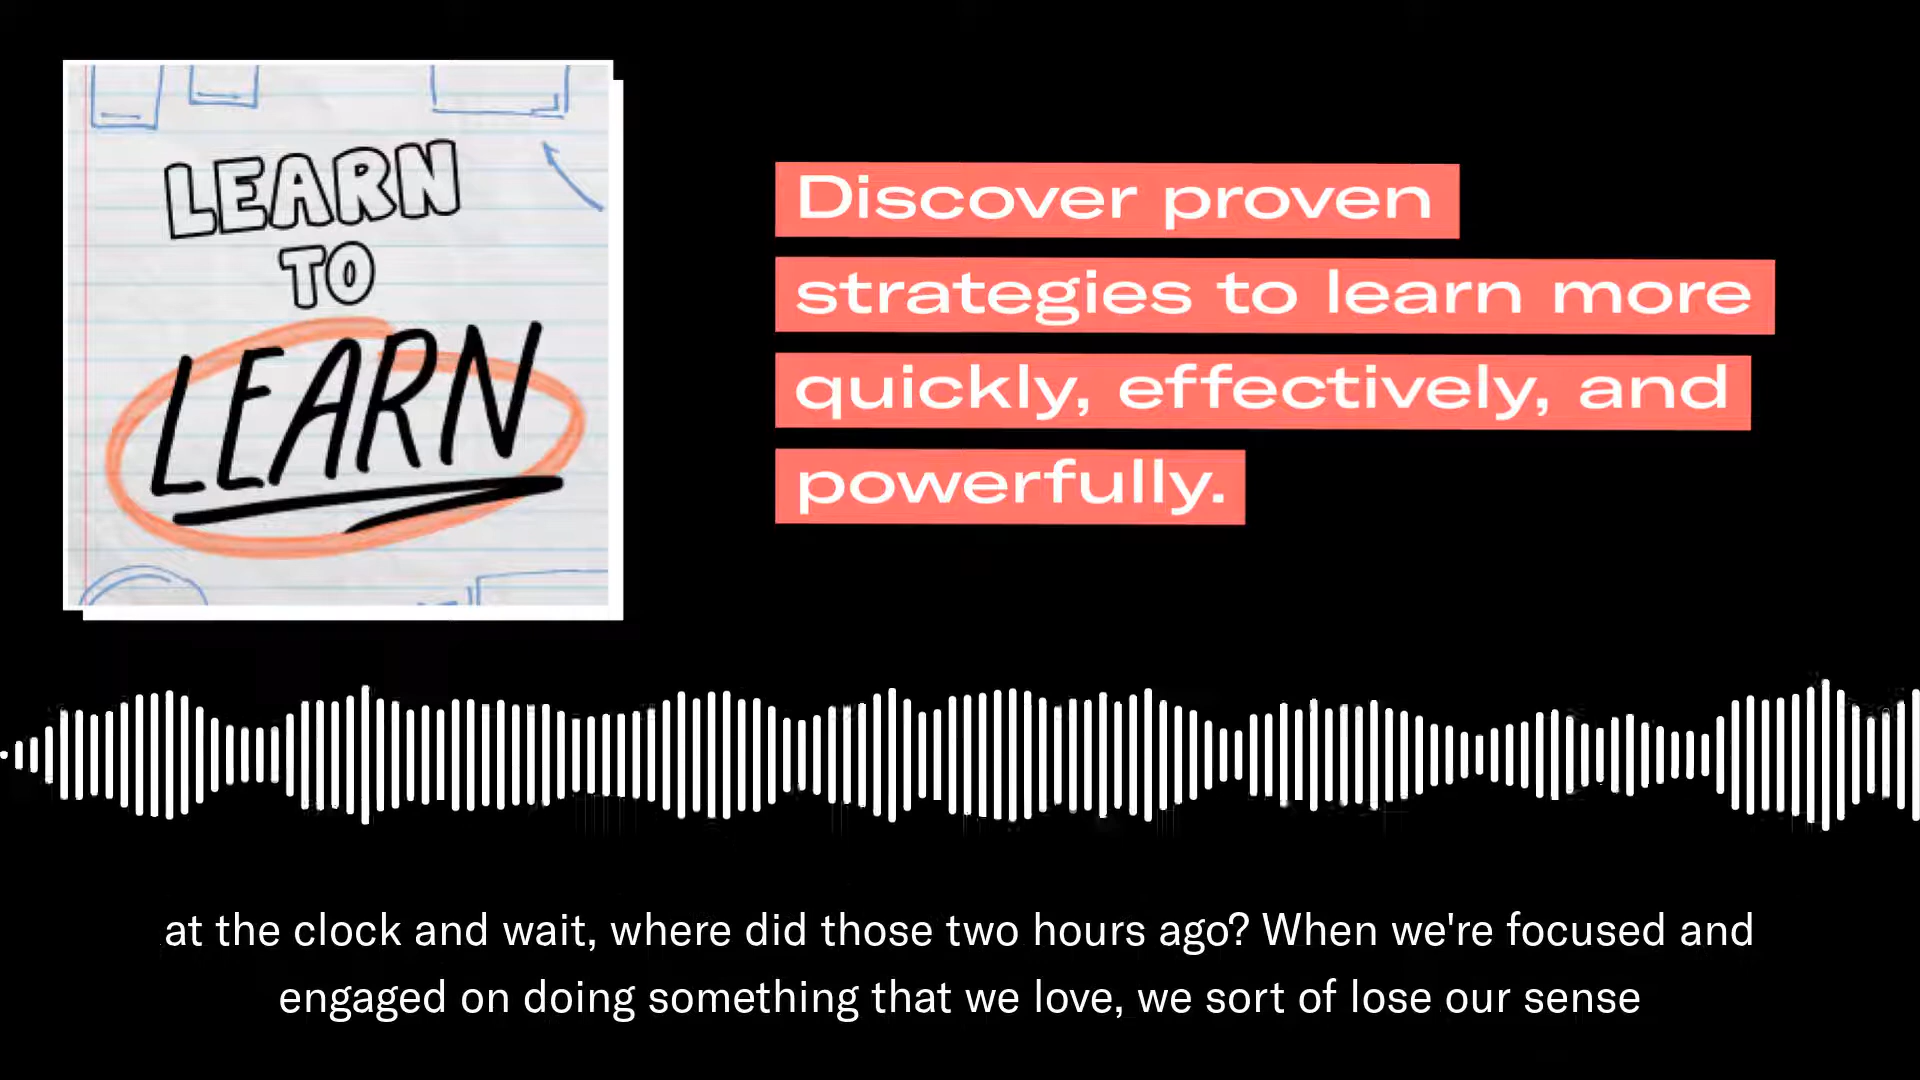 LEARN
TO
LEARN
Discover proven
strategies to learn more
quickly, effectively, and
powerfully.
at the clock and wait, where did those two hours ago? When we're focused and
engaged on doing something that we love, we sort of lose our sense